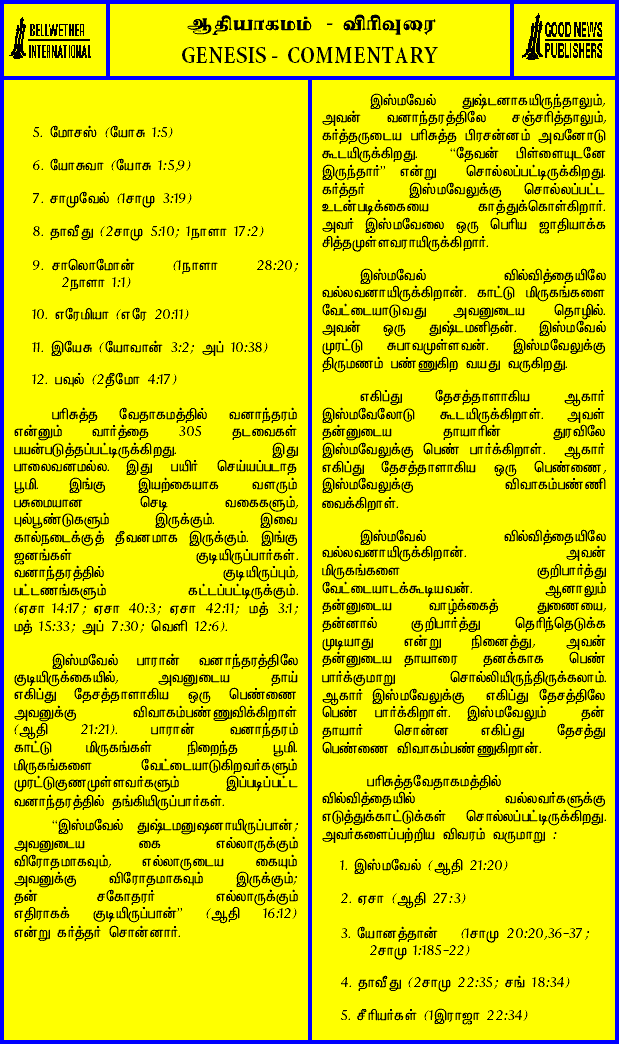 BELLWETHER
INTERNATIONAL
ஆதியாகமம் - விரிவுரை
GENESIS - COMMENTARY
GOOD NEWS
PUBLISHERS
5. மோசஸ் (யோசு 1:5)
6. யோசுவா (யோசு 1:5,9)
7. சாமுவேல் (1சாமு 3:19)
8. தாவீது (2சாமு 5:10; 1நாளா 17:2)
9. சாலொமோன் (1நாளா 28:20;
2நாளா 1:1)
10. எரேமியா (எரே 20:11)
11. இயேசு (யோவான் 3:2; அப் 10:38)
12. பவுல் (2தீமோ 4:17)
பரிசுத்த வேதாகமத்தில் வனாந்தரம்
என்னும் வார்த்தை 305 தடவைகள்
பயன்படுத்தப்பட்டிருக்கிறது. இது
பாலைவனமல்ல. இது பயிர் செய்யப்படாத
பூமி. இங்கு இயற்கையாக வளரும்
பசுமையான செடி வகைகளும்,
புல்பூண்டுகளும் இருக்கும். இவை
கால்நடைக்குத் தீவனமாக இருக்கும். இங்கு
ஜனங்கள் குடியிருப்பார்கள்.
வனாந்தரத்தில் குடியிருப்பும்,
பட்டணங்களும் கட்டப்பட்டிருக்கும்.
(ஏசா 14:17; ஏசா 40:3; ஏசா 42:11; மத் 3:1;
மத் 15:33; அப் 7:30; வெளி 12:6).
இஸ்மவேல் பாரான் வனாந்தரத்திலே
குடியிருக்கையில், அவனுடைய தாய்
எகிப்து தேசத்தாளாகிய ஒரு பெண்ணை
அவனுக்கு விவாகம்பண்ணுவிக்கிறாள்
(ஆதி 21:21). பாரான் வனாந்தரம்
காட்டு மிருகங்கள் நிறைந்த பூமி.
மிருகங்களை வேட்டையாடுகிறவர்களும்
முரட்டுகுணமுள்ளவர்களும் இப்படிப்பட்ட
வனாந்தரத்தில் தங்கியிருப்பார்கள்.
“இஸ்மவேல் துஷ்டமனுஷனாயிருப்பான்;
அவனுடைய கை எல்லாருக்கும்
விரோதமாகவும், எல்லாருடைய கையும்
அவனுக்கு விரோதமாகவும் இருக்கும்;
தன் சகோதரர் எல்லாருக்கும்
எதிராகக் குடியிருப்பான்” (ஆதி 16:12)
என்று கர்த்தர் சொன்னார்.
இஸ்மவேல் துஷ்டனாகயிருந்தாலும்,
அவன் வனாந்தரத்திலே சஞ்சரித்தாலும்,
கர்த்தருடைய பரிசுத்த பிரசன்னம் அவனோடு
கூடயிருக்கிறது. “தேவன் பிள்ளையுடனே
இருந்தார்” என்று சொல்லப்பட்டிருக்கிறது.
கர்த்தர் இஸ்மவேலுக்கு சொல்லப்பட்ட
உடன்படிக்கையை காத்துக்கொள்கிறார்.
அவர் இஸ்மவேலை ஒரு பெரிய ஜாதியாக்க
சித்தமுள்ளவராயிருக்கிறார்.
இஸ்மவேல் வில்வித்தையிலே
வல்லவனாயிருக்கிறான். காட்டு மிருகங்களை
வேட்டையாடுவது அவனுடைய தொழில்.
அவன் ஒரு துஷ்டமனிதன். இஸ்மவேல்
முரட்டு சுபாவமுள்ளவன். இஸ்மவேலுக்கு
திருமணம் பண்ணுகிற வயது வருகிறது.
எகிப்து தேசத்தாளாகிய ஆகார்
இஸ்மவேலோடு கூடயிருக்கிறாள். அவள்
தன்னுடைய தாயாரின் துரவிலே
இஸ்மவேலுக்கு பெண் பார்க்கிறாள். ஆகார்
எகிப்து தேசத்தாளாகிய ஒரு பெண்ணை,
இஸ்மவேலுக்கு விவாகம்பண்ணி
வைக்கிறாள்.
இஸ்மவேல் வில்வித்தையிலே
வல்லவனாயிருக்கிறான். அவன்
மிருகங்களை குறிபார்த்து
வேட்டையாடக்கூடியவன். ஆனாலும்
தன்னுடைய வாழ்க்கைத் துணையை,
தன்னால் குறிபார்த்து தெரிந்தெடுக்க
முடியாது என்று நினைத்து, அவன்
தன்னுடைய தாயாரை தனக்காக பெண்
பார்க்குமாறு சொல்லியிருந்திருக்கலாம்.
ஆகார் இஸ்மவேலுக்கு எகிப்து தேசத்திலே
பெண் பார்க்கிறாள். இஸ்மவேலும் தன்
தாயார் சொன்ன எகிப்து தேசத்து
பெண்ணை விவாகம்பண்ணுகிறான்.
பரிசுத்தவேதாகமத்தில்
வில்வித்தையில் வல்லவர்களுக்கு
எடுத்துக்காட்டுக்கள் சொல்லப்பட்டிருக்கிறது.
அவர்களைப்பற்றிய விவரம் வருமாறு :
1. இஸ்மவேல் (ஆதி 21:20)
2. ஏசா (ஆதி 27:3)
3. யோனத்தான் (1சாமு 20:20,36-37;
2சாமு 1:185-22)
4. தாவீது (2சாமு 22:35; சங் 18:34)
5. சீரியர்கள் (1இராஜா 22:34)